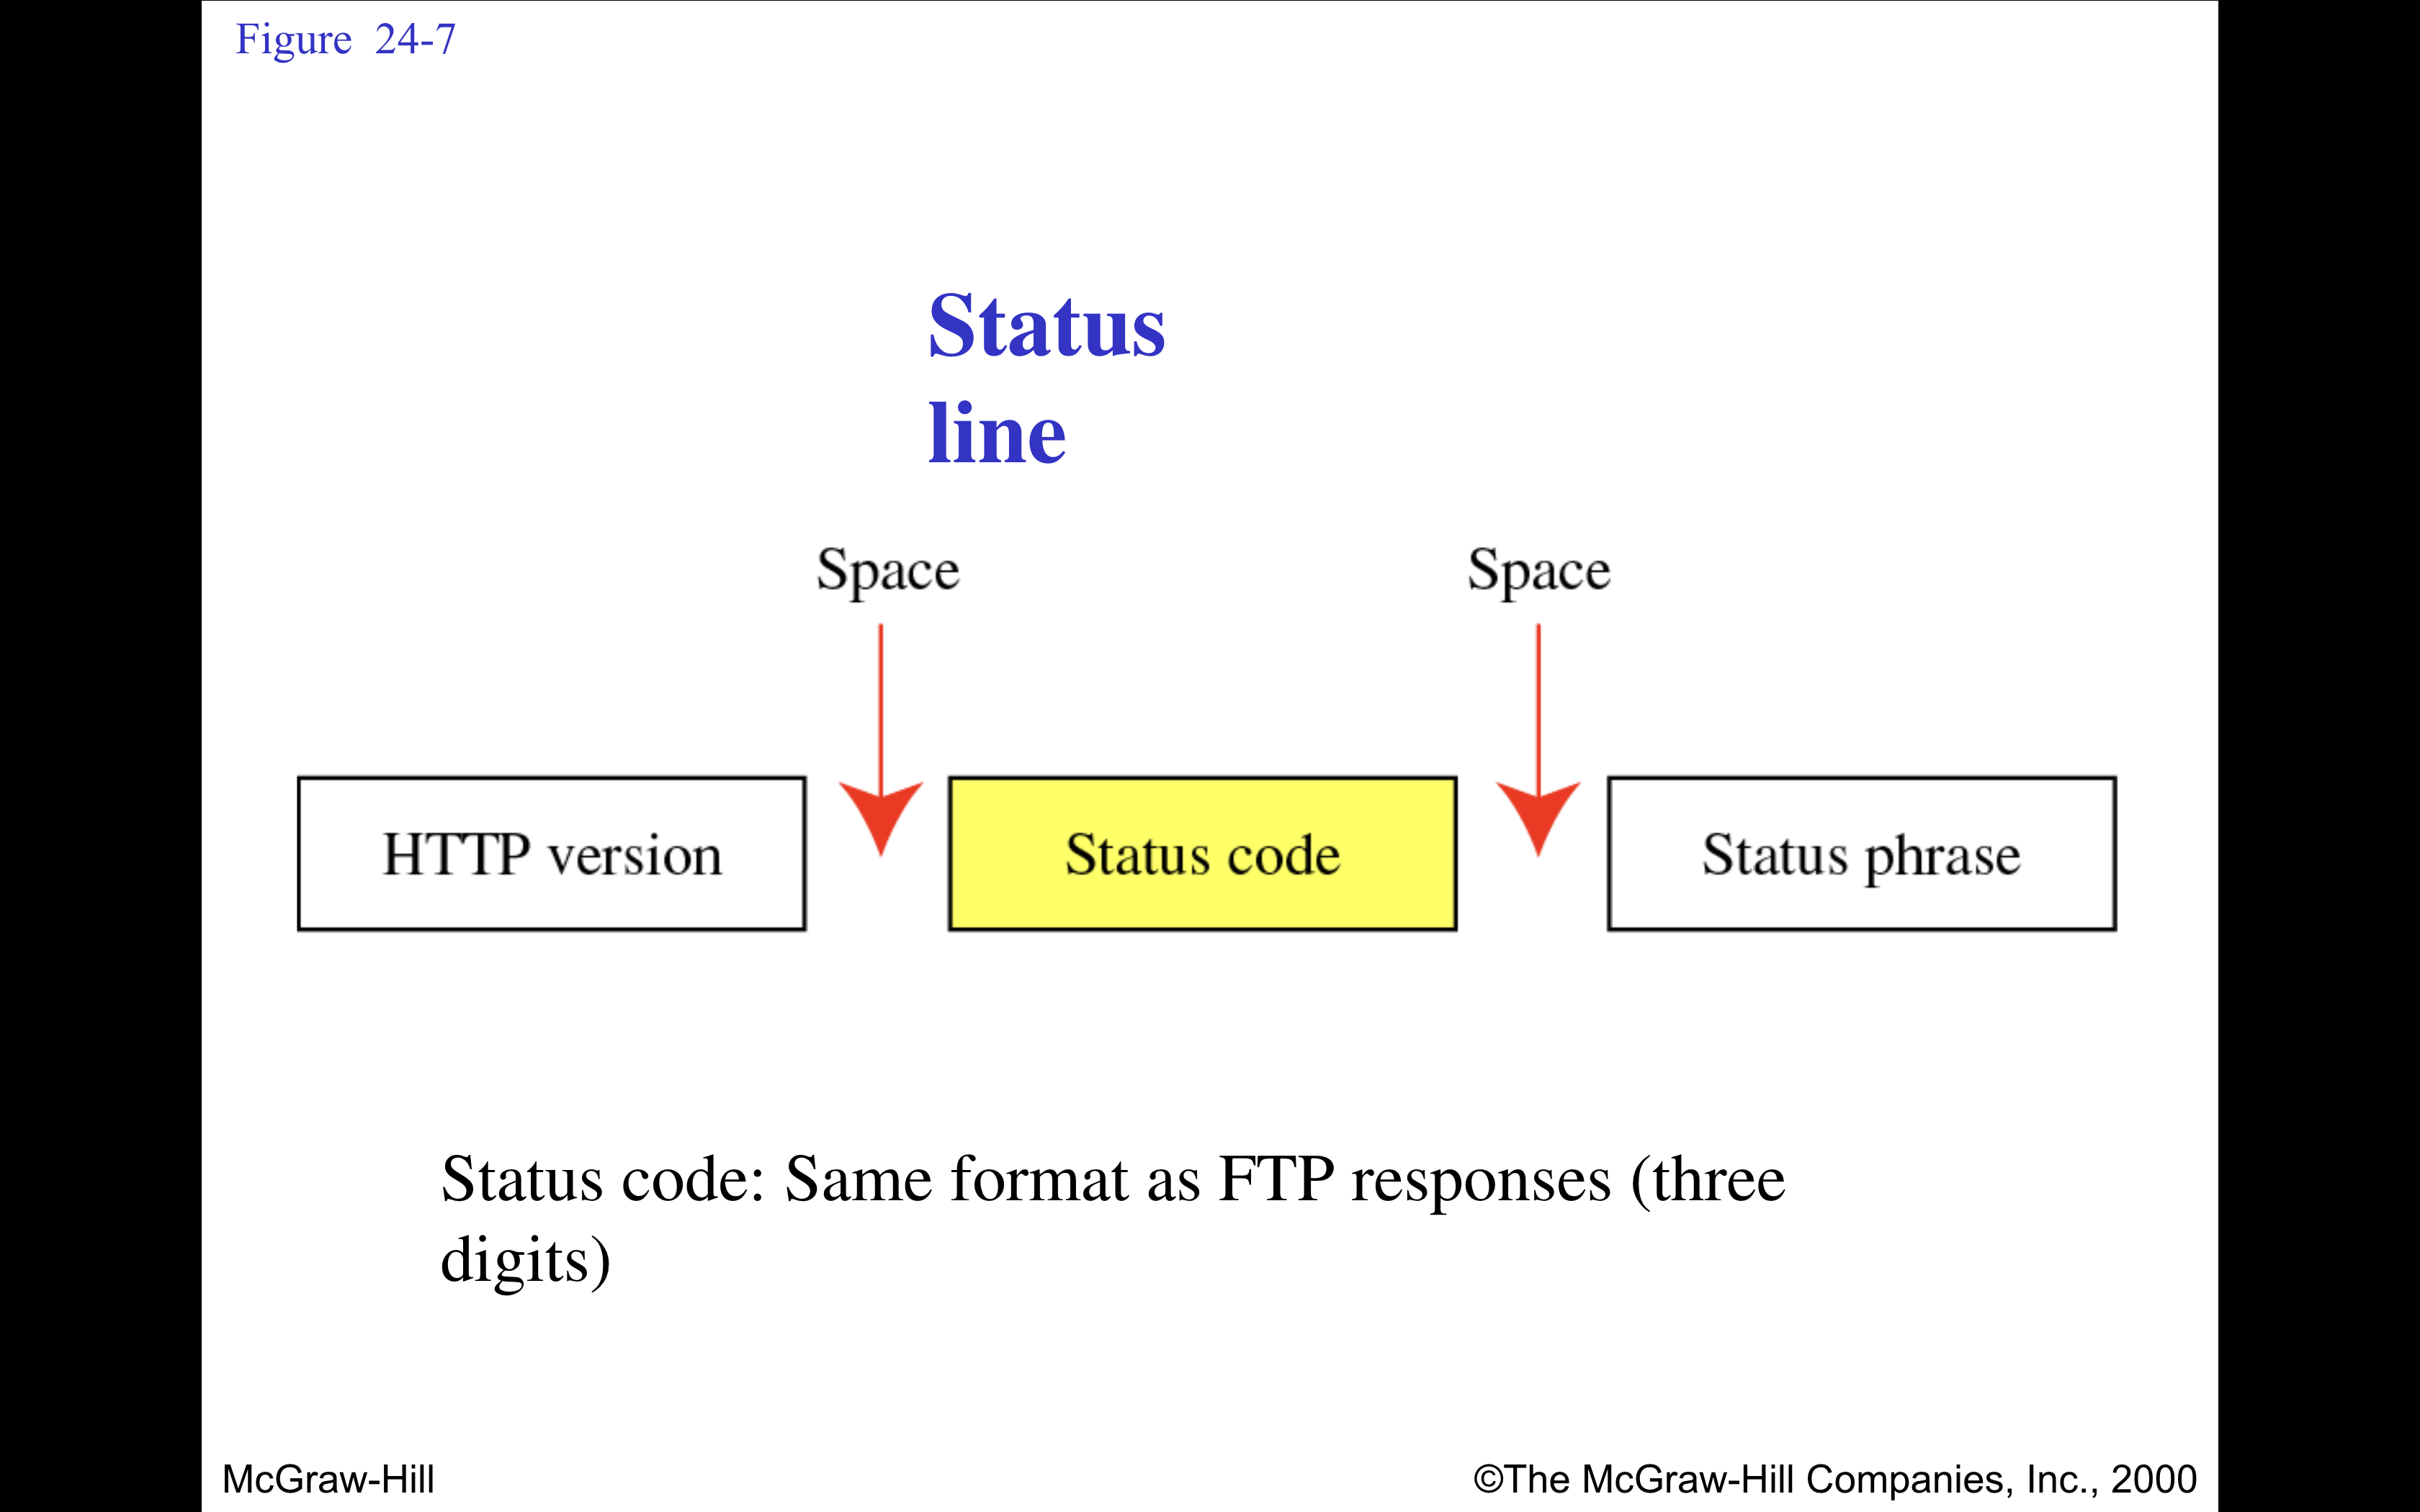 Figure 24-7
Status
line
Space Space
HTTP version Status code Status phrase
Status code: Same format as FTP responses (three
digits)
McGraw-Hill ©The McGraw-Hill Companies, Inc., 2000